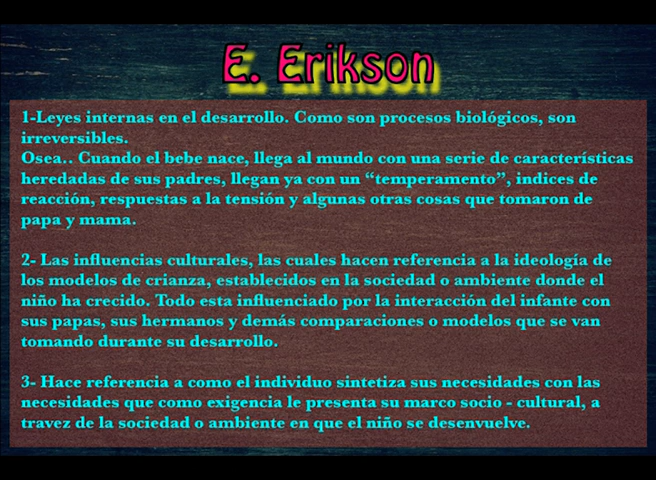 E. Erikson
1-Leyes internas en el desarrollo. Como son procesos biológicos, son
irreversibles.
Osea.. Cuando el bebe nace, llega al mundo con una serie de características
heredadas de sus padres, llegan ya con un “temperamento”, indices de
reacción, respuestas a la tensión y algunas otras cosas que tomaron de
papa y mama.
2- Las influencias culturales, las cuales hacen referencia a la ideología de
los modelos de crianza, establecidos en la sociedad o ambiente donde el
niño ha crecido. Todo esta influenciado por la interacción del infante con
sus papas, sus hermanos y demás comparaciones o modelos que se van
tomando durante su desarrollo.
3- Hace referencia a como el individuo sintetiza sus necesidades con las
necesidades que como exigencia le presenta su marco socio - cultural, a
travez de la sociedad o ambiente en que el niño se desenvuelve.